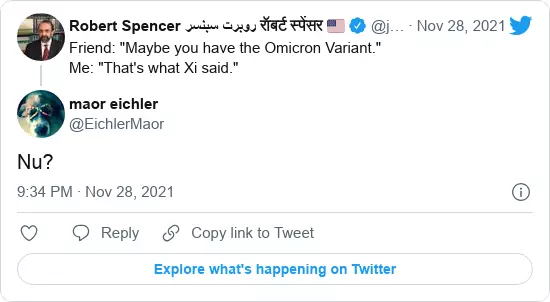 Robert Spencer روبرت سبنسر रॉबर्ट स्पेंसर 🇺🇸 @j... · Nov 28, 2021
Friend: "Maybe you have the Omicron Variant."
Me: "That's what Xi said."
maor eichler
@EichlerMaor
Nu?
9:34 PM · Nov 28, 2021
Reply
Copy link to Tweet
Explore what's happening on Twitter